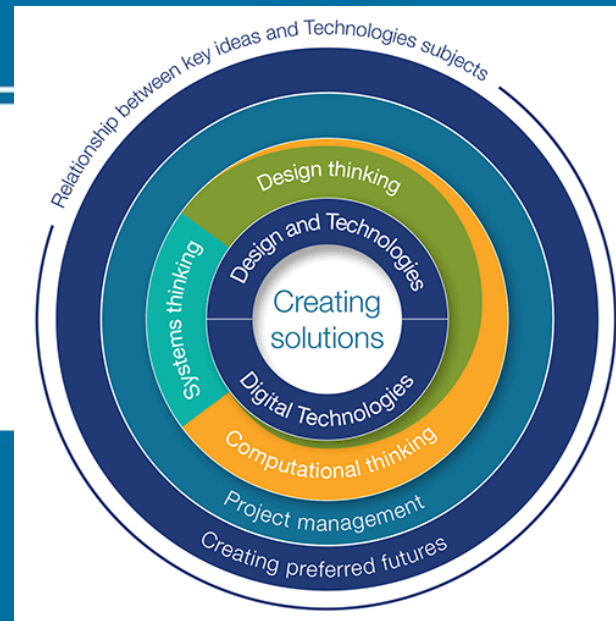 Relationship between key ideas and Technologies subjects
Design thinking
Systems thinking
Design and Technologies
Creating
solutions
Digital Technologies
Computational thinking
Project management
Creating preferred futures